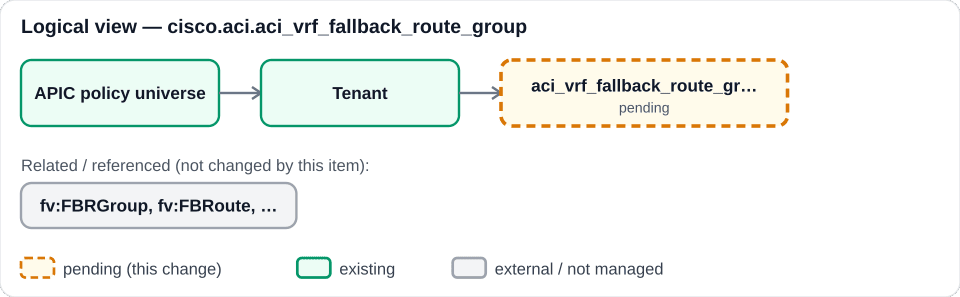 Logical view — cisco.aci.aci_vrf_fallback_route_group
APIC policy universe
Tenant
aci_vrf_fallback_route_gr…
pending
Related / referenced (not changed by this item):
fv:FBRGroup, fv:FBRoute, …
pending (this change)
existing
external / not managed